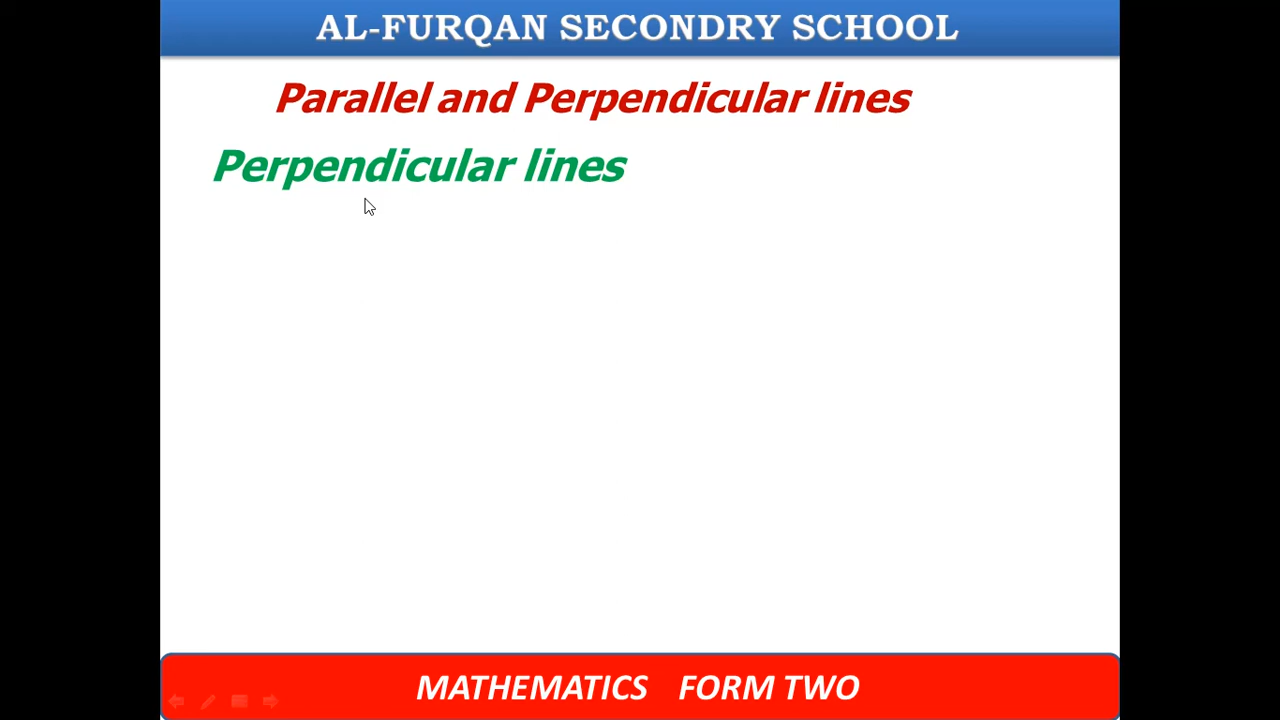 AL-FURQAN SECONDRY SCHOOL
Parallel and Perpendicular lines
Perpendicular lines
MATHEMATICS FORM TWO